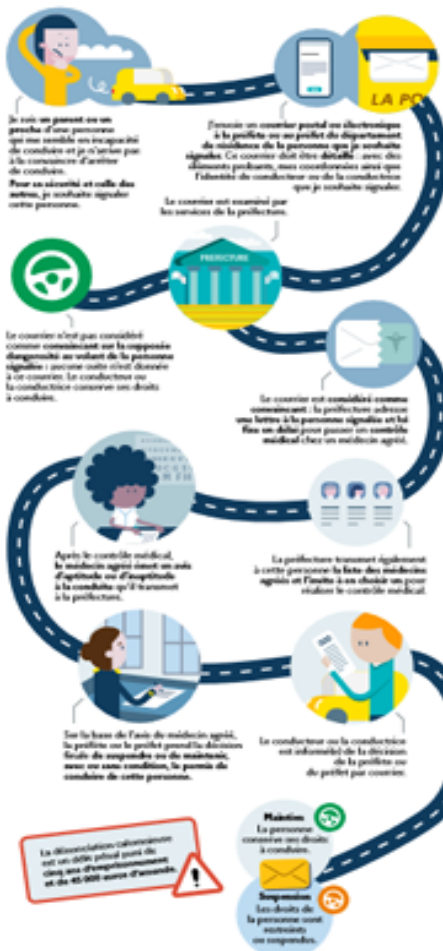 Je suis un parent ou un
proche d'une personne
qui me semble en incapacité
de conduire et je n'arrive pas
à la convaincre d'arrêter
de conduire.
Pour sa sécurité et celle des
autres, je souhaite signaler
cette personne.
LA PO
J'envoie un courrier postal ou électronique
à la préfète ou au préfet du département
de résidence de la personne que je souhaite
signaler. Ce courrier doit être détaillé : avec des
éléments probants, mes coordonnées ainsi que
l'identité du conducteur ou de la conductrice
que je souhaite signaler.
Le courrier est examiné par
les services de la préfecture.
PREFECTURE
Le courrier n'est pas considéré
comme convaincant sur la supposée
dangerosité au volant de la personne
signalée : aucune suite n'est donnée
à ce courrier. Le conducteur ou
la conductrice conserve ses droits
à conduire.
Le courrier est considéré comme
convaincant : la préfecture adresse
une lettre à la personne signalée et lui
fixe un délai pour passer un contrôle
médical chez un médecin agréé.
La préfecture transmet également
à cette personne la liste des médecins
agréés et l'invite à en choisir un pour
réaliser le contrôle médical.
Après le contrôle médical,
le médecin agréé émet un avis
d'aptitude ou d'inaptitude
à la conduite qu'il transmet
à la préfecture.
Sur la base de l'avis du médecin agréé,
la préfète ou le préfet prend la décision
finale de suspendre ou de maintenir,
avec ou sans condition, le permis de
conduire de cette personne.
Le conducteur ou la conductrice
est informé(e) de la décision
de la préfète ou
du préfet par courrier.
Maintien
La personne
conserve ses droits
à conduire.
Suspension
Les droits de
la personne sont
restreints
ou suspendus.
La dénonciation calomnieuse
est un délit pénal puni de
cinq ans d'emprisonnement
et de 45 000 euros d'amende.